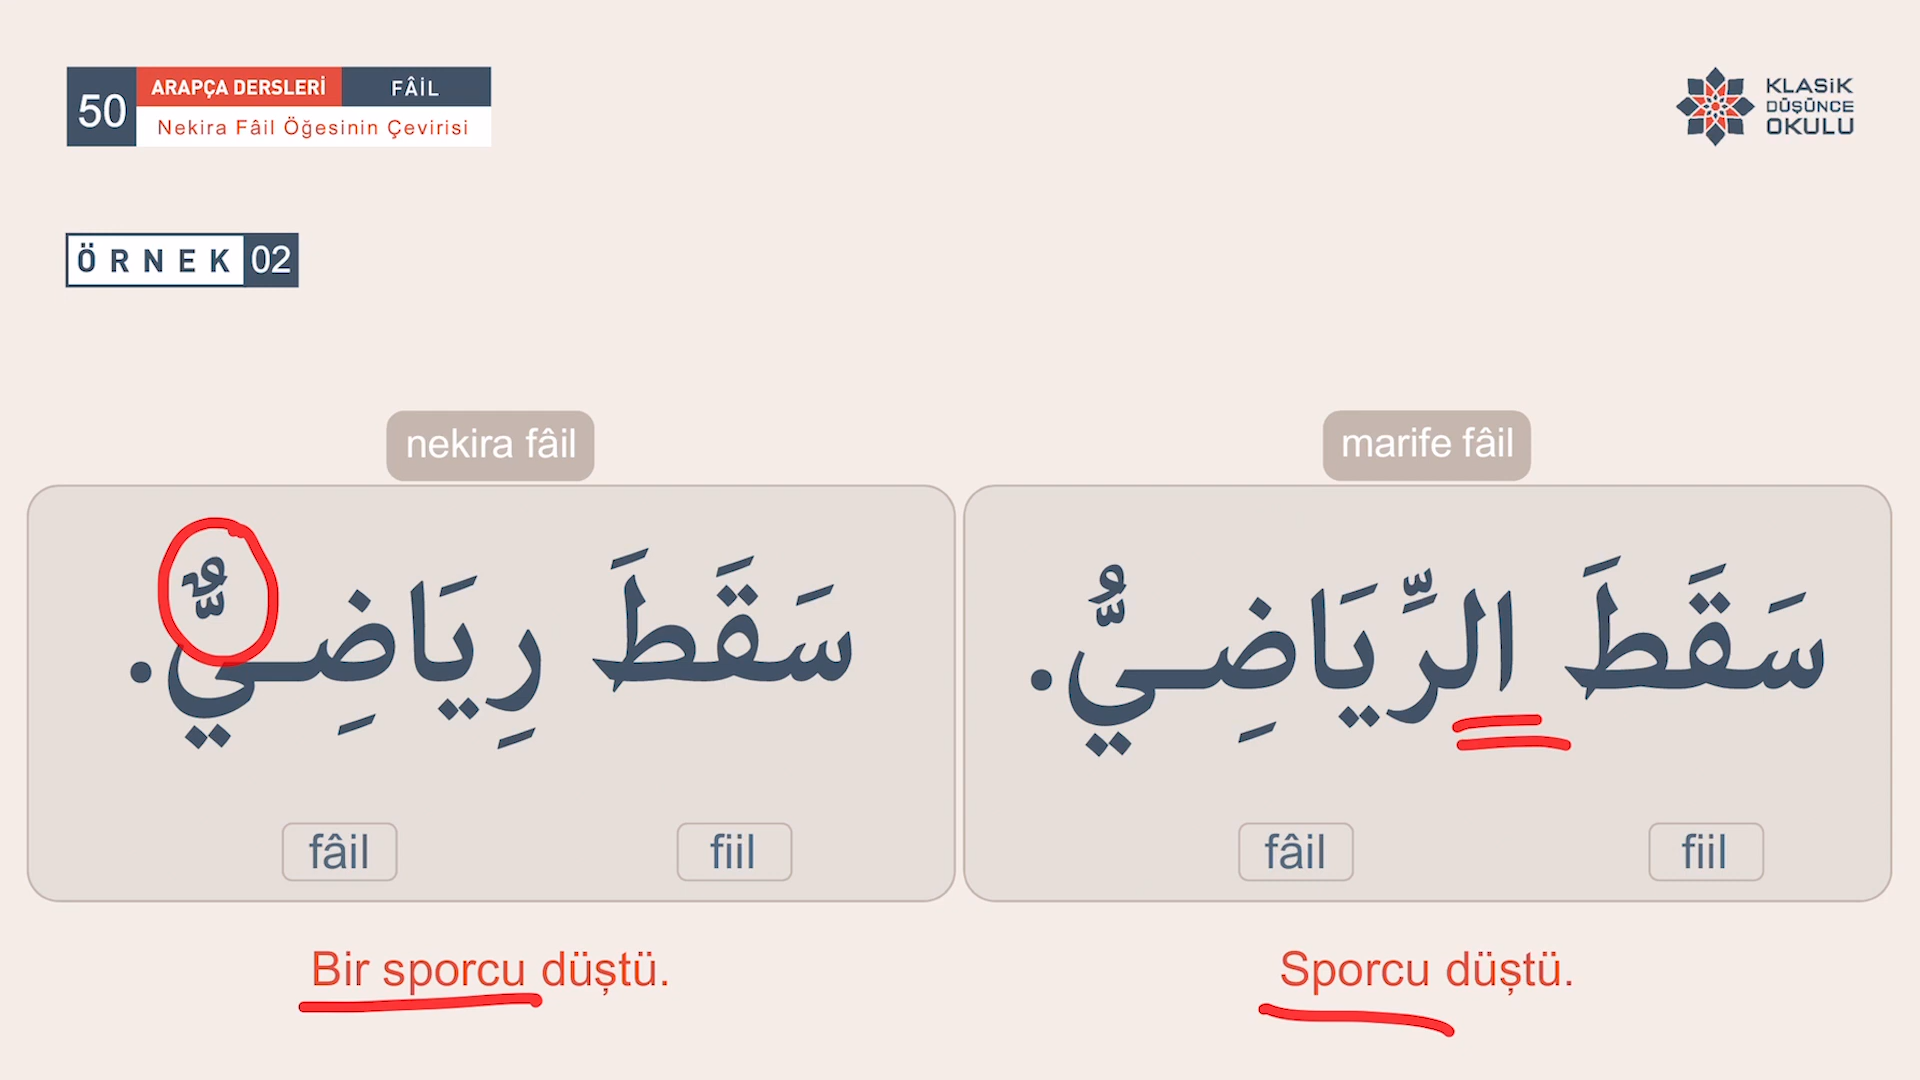 50
ARAPÇA DERSLERİ
FÂİL
Nekira Fâil Öğesinin Çevirisi
KLASiK
DÜŞÜNCE
OKULU
ÖRNEK 02
nekira fâil
marife fâil
سَقَطَ رِيَاضِيٌّ.
سَقَطَ الرِّيَاضِيُّ.
fâil
fiil
fâil
fiil
Bir sporcu düştü.
Sporcu düştü.